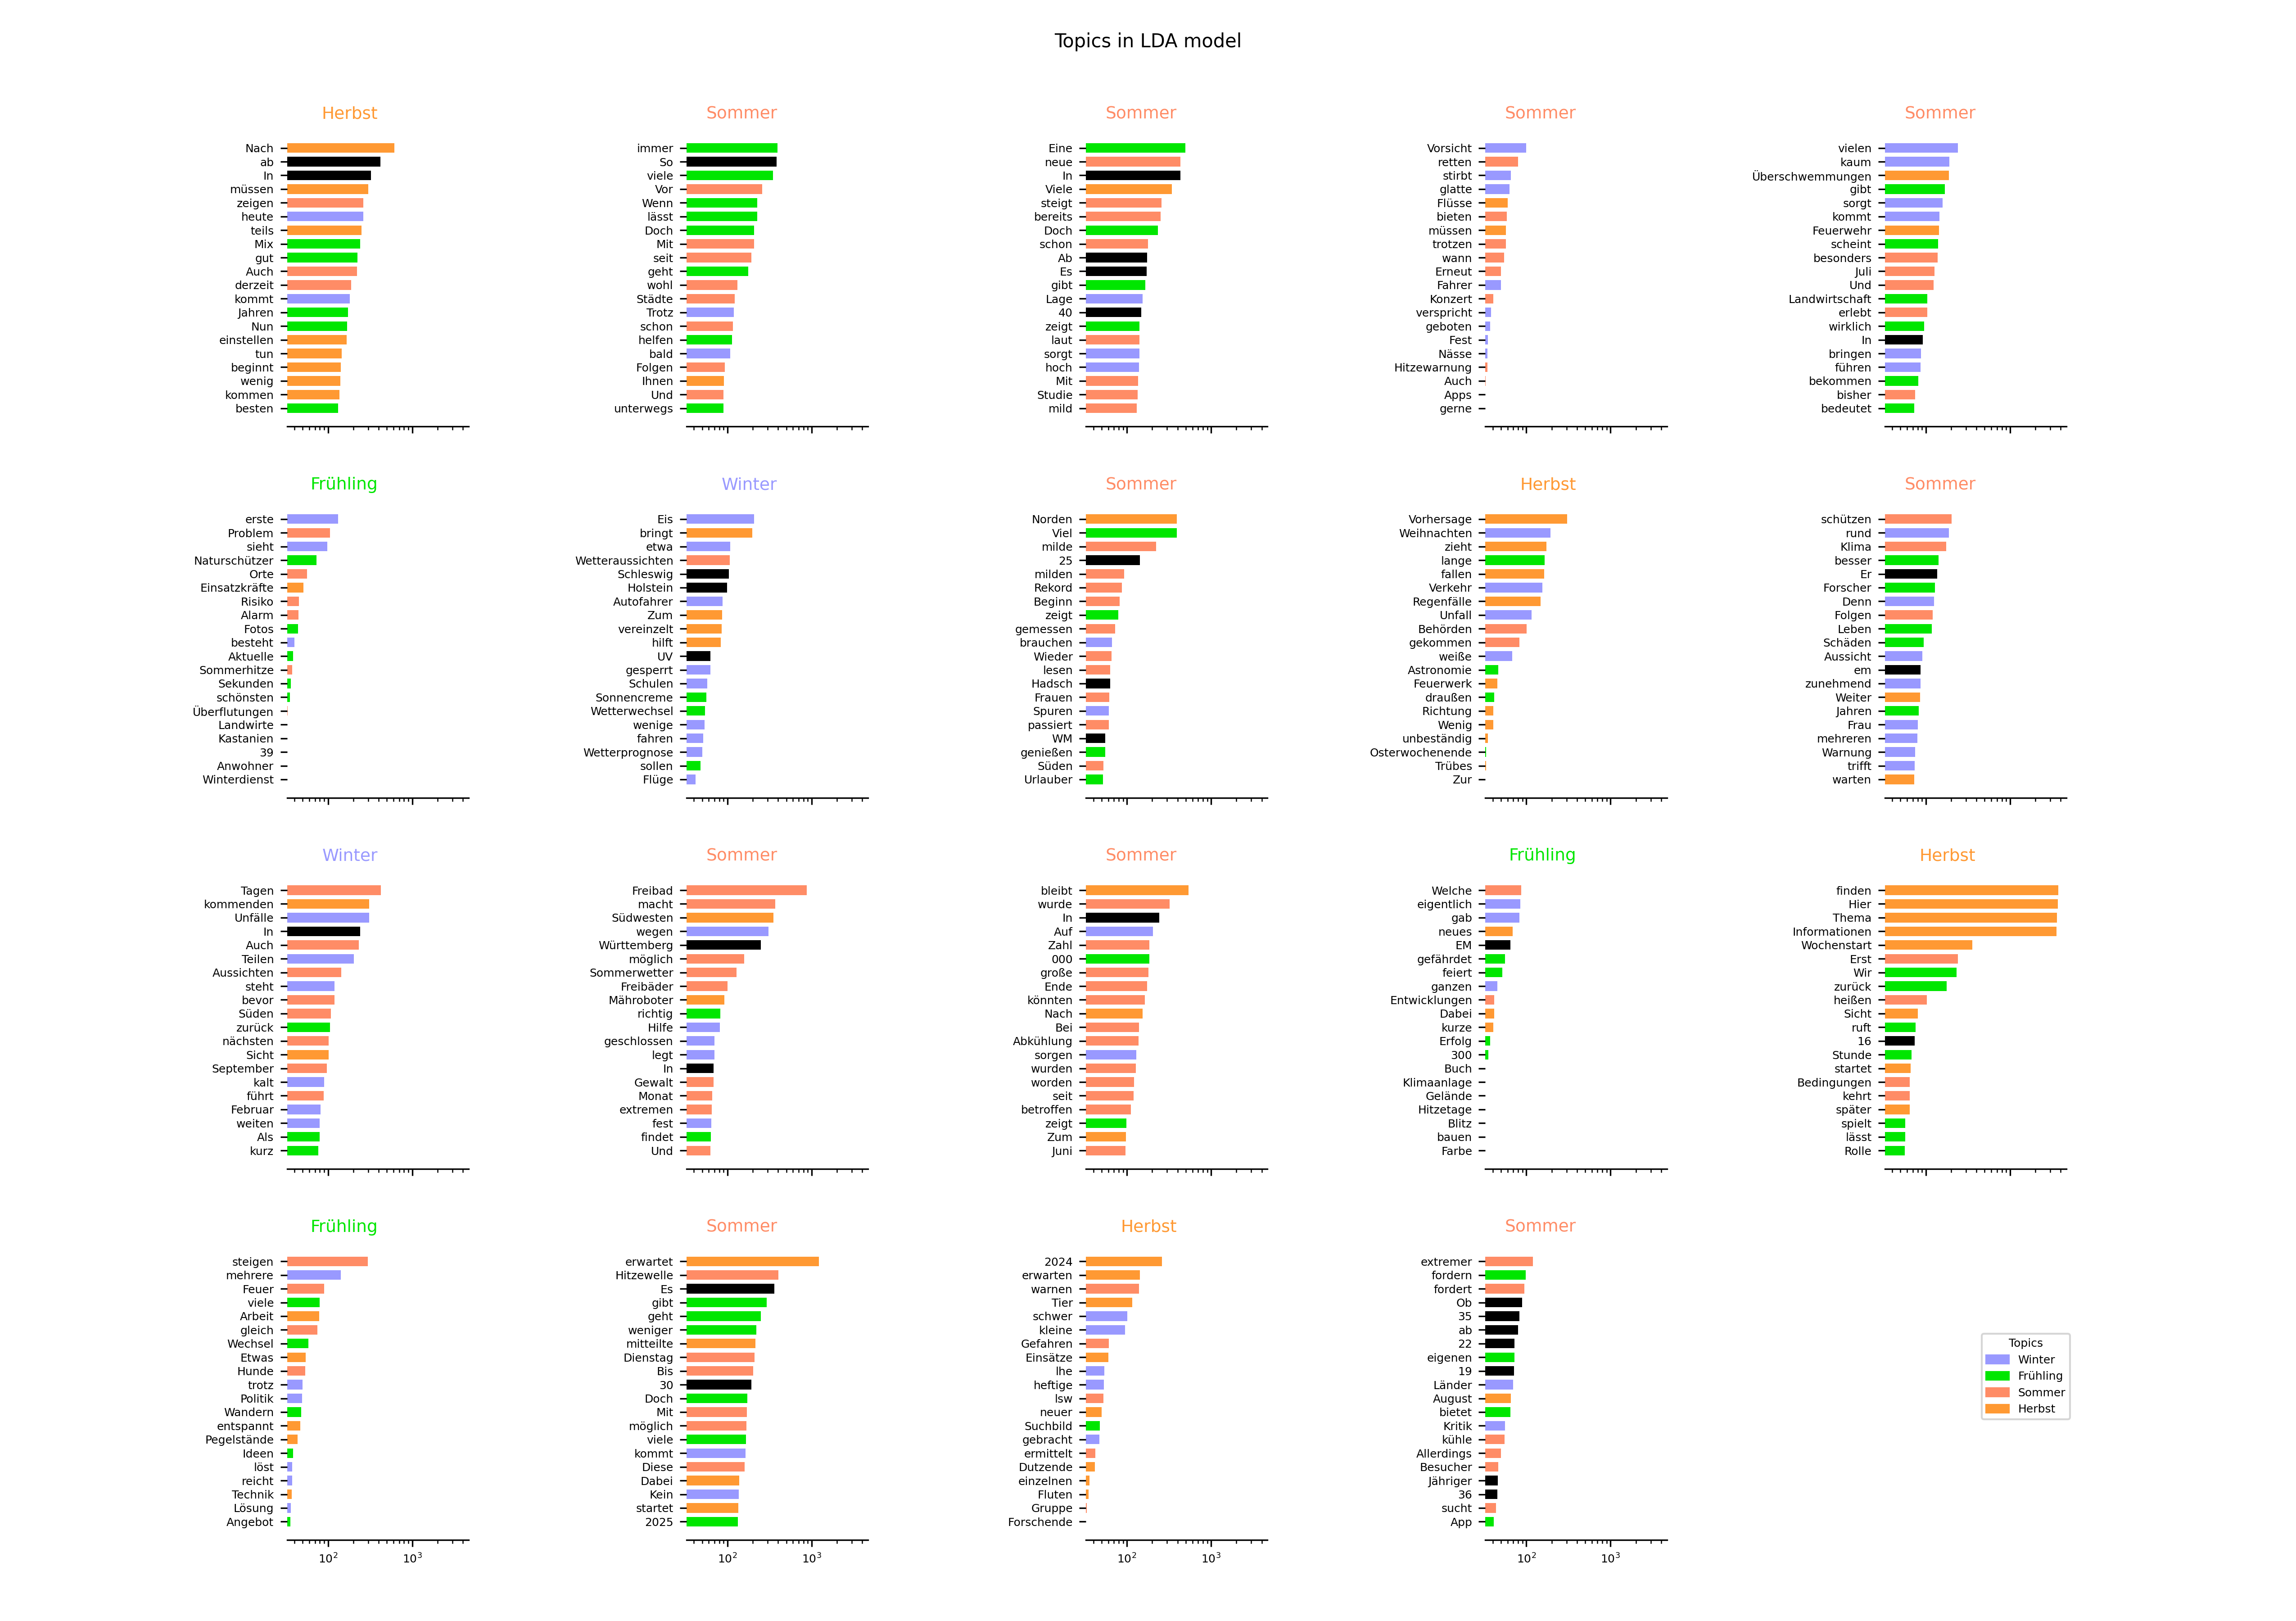 Topics in LDA model
Herbst
Nach
ab
In
müssen
zeigen
heute
teils
Mix
gut
Auch
derzeit
kommt
Jahren
Nun
einstellen
tun
beginnt
wenig
kommen
besten
Sommer
immer
So
viele
Vor
Wenn
lässt
Doch
Mit
seit
geht
wohl
Städte
Trotz
schon
helfen
bald
Folgen
Ihnen
Und
unterwegs
Sommer
Eine
neue
In
Viele
steigt
bereits
Doch
schon
Ab
Es
gibt
Lage
40
zeigt
laut
sorgt
hoch
Mit
Studie
mild
Sommer
Vorsicht
retten
stirbt
glatte
Flüsse
bieten
müssen
trotzen
wann
Erneut
Fahrer
Konzert
verspricht
geboten
Fest
Nässe
Hitzewarnung
Auch
Apps
gerne
Sommer
vielen
kaum
Überschwemmungen
gibt
sorgt
kommt
Feuerwehr
scheint
besonders
Juli
Und
Landwirtschaft
erlebt
wirklich
In
bringen
führen
bekommen
bisher
bedeutet
Frühling
erste
Problem
sieht
Naturschützer
Orte
Einsatzkräfte
Risiko
Alarm
Fotos
besteht
Aktuelle
Sommerhitze
Sekunden
schönsten
Überflutungen
Landwirte
Kastanien
39
Anwohner
Winterdienst
Winter
Eis
bringt
etwa
Wetteraussichten
Schleswig
Holstein
Autofahrer
Zum
vereinzelt
hilft
UV
gesperrt
Schulen
Sonnencreme
Wetterwechsel
wenige
fahren
Wetterprognose
sollen
Flüge
Sommer
Norden
Viel
milde
25
milden
Rekord
Beginn
zeigt
gemessen
brauchen
Wieder
lesen
Hadsch
Frauen
Spuren
passiert
WM
genießen
Süden
Urlauber
Herbst
Vorhersage
Weihnachten
zieht
lange
fallen
Verkehr
Regenfälle
Unfall
Behörden
gekommen
weiße
Astronomie
Feuerwerk
draußen
Richtung
Wenig
unbeständig
Osterwochenende
Trübes
Zur
Sommer
schützen
rund
Klima
besser
Er
Forscher
Denn
Folgen
Leben
Schäden
Aussicht
em
zunehmend
Weiter
Jahren
Frau
mehreren
Warnung
trifft
warten
Winter
Tagen
kommenden
Unfälle
In
Auch
Teilen
Aussichten
steht
bevor
Süden
zurück
nächsten
Sicht
September
kalt
führt
Februar
weiten
Als
kurz
Sommer
Freibad
macht
Südwesten
wegen
Württemberg
möglich
Sommerwetter
Freibäder
Mähroboter
richtig
Hilfe
geschlossen
legt
In
Gewalt
Monat
extremen
fest
findet
Und
Sommer
bleibt
wurde
In
Auf
Zahl
000
große
Ende
könnten
Nach
Bei
Abkühlung
sorgen
wurden
worden
seit
betroffen
zeigt
Zum
Juni
Frühling
Welche
eigentlich
gab
neues
EM
gefährdet
feiert
ganzen
Entwicklungen
Dabei
kurze
Erfolg
300
Buch
Klimaanlage
Gelände
Hitzetage
Blitz
bauen
Farbe
Herbst
finden
Hier
Thema
Informationen
Wochenstart
Erst
Wir
zurück
heißen
Sicht
ruft
16
Stunde
startet
Bedingungen
kehrt
später
spielt
lässt
Rolle
Frühling
steigen
mehrere
Feuer
viele
Arbeit
gleich
Wechsel
Etwas
Hunde
trotz
Politik
Wandern
entspannt
Pegelstände
Ideen
löst
reicht
Technik
Lösung
Angebot
10² 10³
Sommer
erwartet
Hitzewelle
Es
gibt
geht
weniger
mitteilte
Dienstag
Bis
30
Doch
Mit
möglich
viele
kommt
Diese
Dabei
Kein
startet
2025
10² 10³
Herbst
2024
erwarten
warnen
Tier
schwer
kleine
Gefahren
Einsätze
lhe
heftige
lsw
neuer
Suchbild
gebracht
ermittelt
Dutzende
einzelnen
Fluten
Gruppe
Forschende
10² 10³
Sommer
extremer
fordern
fordert
Ob
35
ab
22
eigenen
19
Länder
August
bietet
Kritik
kühle
Allerdings
Besucher
Jähriger
36
sucht
App
10² 10³
Topics
Winter
Frühling
Sommer
Herbst